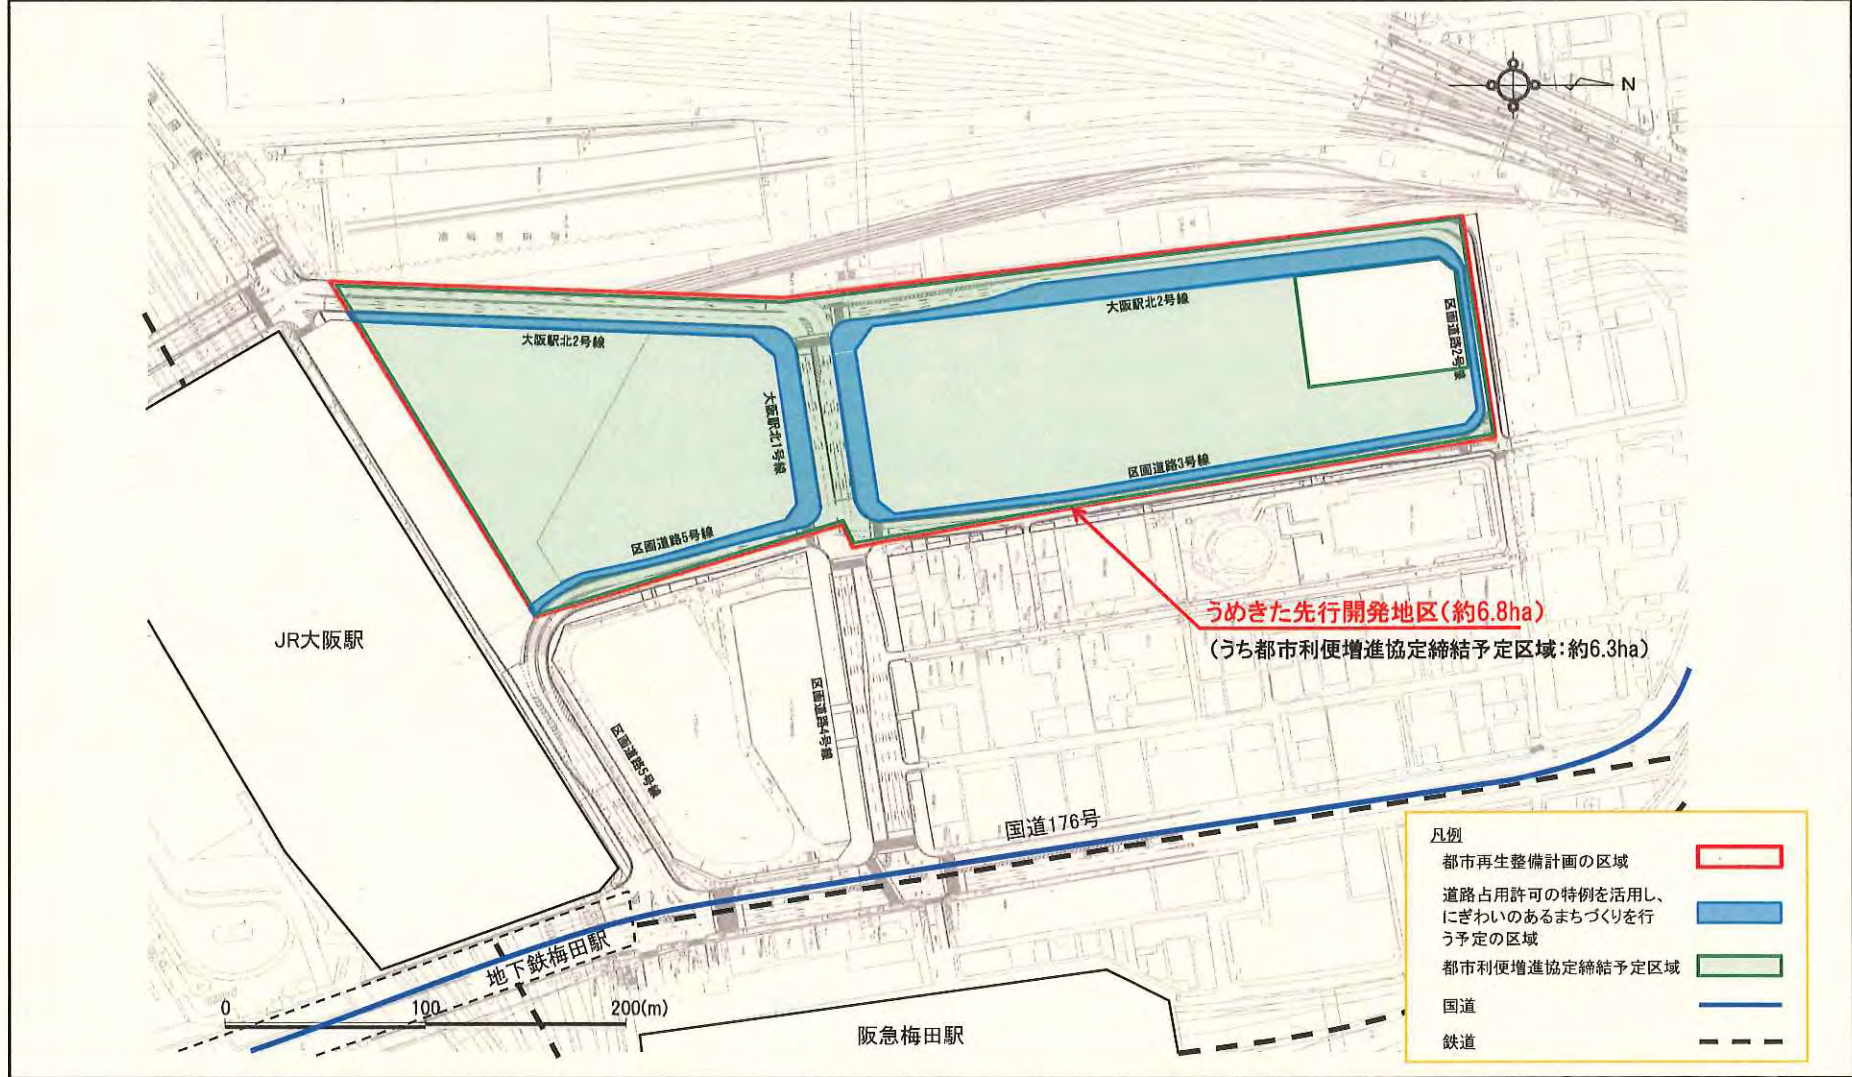 N
大阪駅北2号線
大阪駅北2号線
区画道路2号線
大阪駅北1号線
区画道路3号線
区画道路5号線
うめきた先行開発地区(約6.8ha)
(うち都市利便増進協定締結予定区域:約6.3ha)
JR大阪駅
区画道路4号線
区画道路5号線
国道176号
地下鉄梅田駅
阪急梅田駅
0 100 200(m)
凡例
都市再生整備計画の区域
道路占用許可の特例を活用し、
にぎわいのあるまちづくりを行
う予定の区域
都市利便増進協定締結予定区域
国道
鉄道